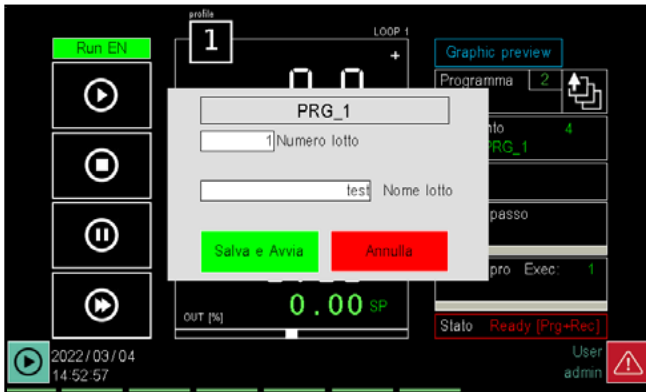 profile
1
LOOP 1
+
Run EN
Graphic preview
Programma 2
PRG_1
nto 4
PRG_1
1 Numero lotto
test Nome lotto
passo
Salva e Avvia Annulla
pro Exec: 1
0.00 SP
OUT [%]
Stato Ready (Prg+Rec)
2022/03/04
14:52:57
User
admin